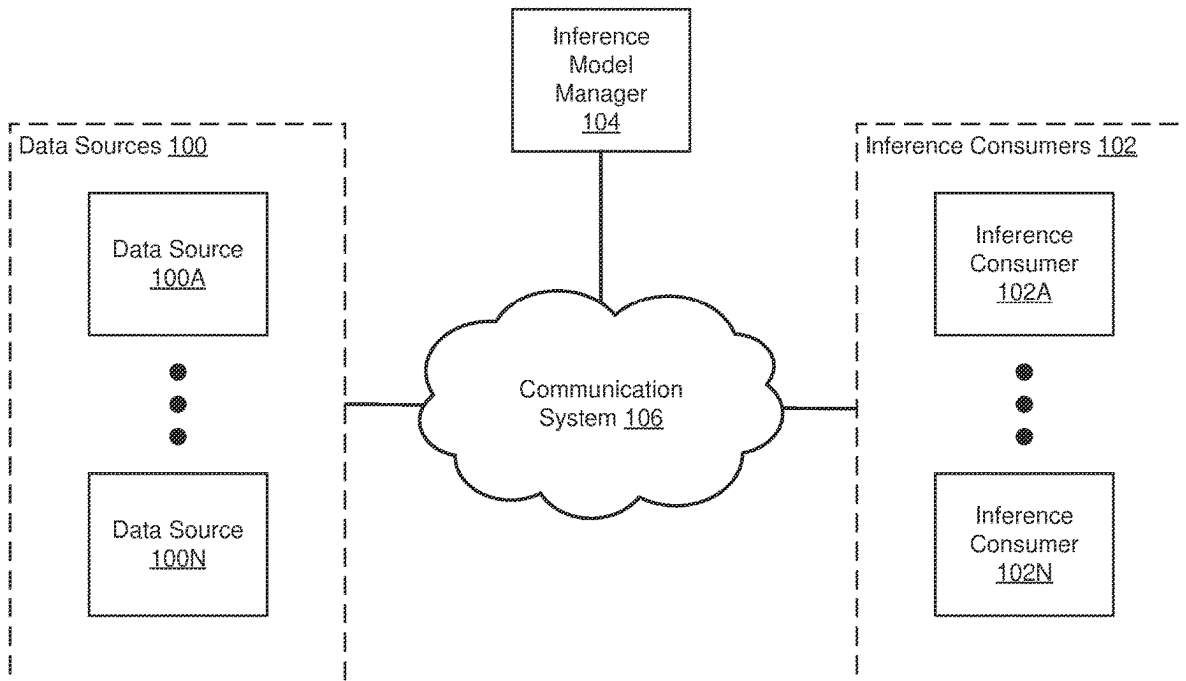 Inference
Model
Manager
104
Data Sources 100
Inference Consumers 102
Data Source
100A
Inference
Consumer
102A
Communication
System 106
Data Source
100N
Inference
Consumer
102N